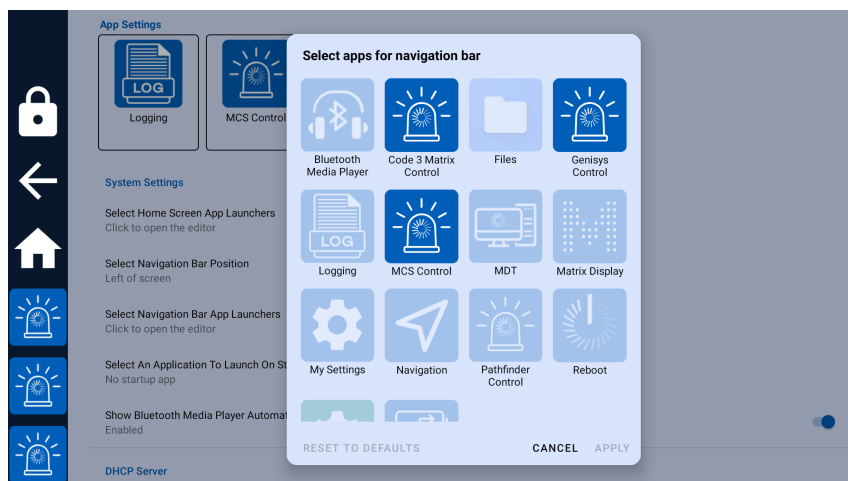 App Settings
LOG
Logging
MCS Control
System Settings
Select Home Screen App Launchers
Click to open the editor
Select Navigation Bar Position
Left of screen
Select Navigation Bar App Launchers
Click to open the editor
Select An Application To Launch On St
No startup app
Show Bluetooth Media Player Automat
Enabled
DHCP Server
Select apps for navigation bar
Bluetooth
Media Player
Code 3 Matrix
Control
Files
Genisys
Control
LOG
Logging
MCS Control
MDT
Matrix Display
My Settings
Navigation
Pathfinder
Control
Reboot
RESET TO DEFAULTS
CANCEL
APPLY